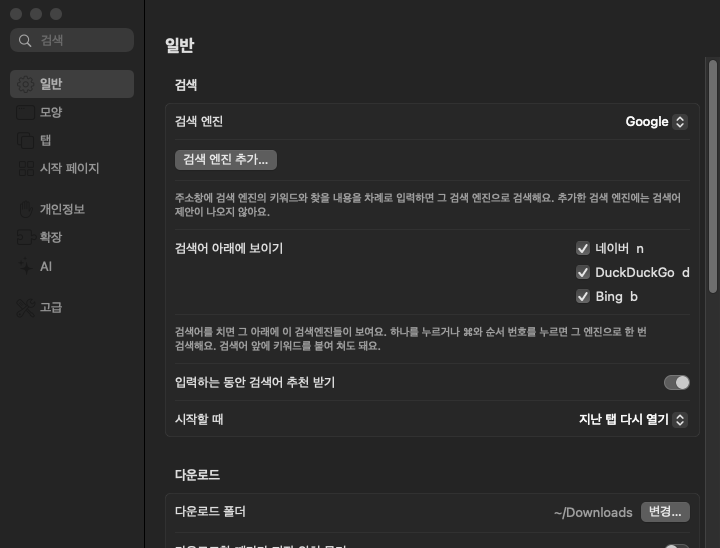 검색
일반
모양
탭
시작 페이지
개인정보
확장
AI
고급
일반
검색
검색 엔진
Google
검색 엔진 추가...
주소창에 검색 엔진의 키워드와 찾을 내용을 차례로 입력하면 그 검색 엔진으로 검색해요. 추가한 검색 엔진에는 검색어
제안이 나오지 않아요.
검색어 아래에 보이기
네이버 n
DuckDuckGo d
Bing b
검색어를 치면 그 아래에 이 검색엔진들이 보여요. 하나를 누르거나 ⌘와 순서 번호를 누르면 그 엔진으로 한 번
검색해요. 검색어 앞에 키워드를 붙여 쳐도 돼요.
입력하는 동안 검색어 추천 받기
시작할 때
지난 탭 다시 열기
다운로드
다운로드 폴더
~/Downloads
변경...